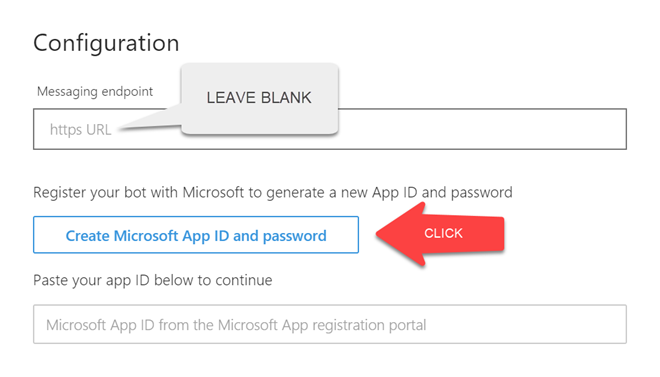 Configuration
Messaging endpoint
LEAVE BLANK
https URL
Register your bot with Microsoft to generate a new App ID and password
Create Microsoft App ID and password
CLICK
Paste your app ID below to continue
Microsoft App ID from the Microsoft App registration portal